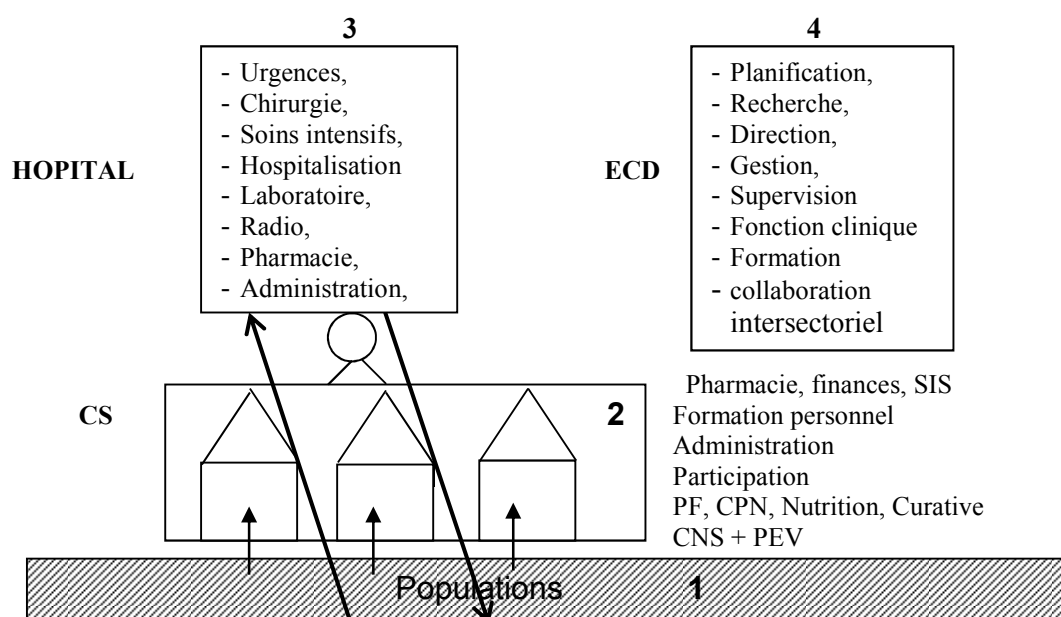 3
- Urgences,
- Chirurgie,
- Soins intensifs,
- Hospitalisation
- Laboratoire,
- Radio,
- Pharmacie,
- Administration,
HOPITAL
4
- Planification,
- Recherche,
- Direction,
- Gestion,
- Supervision
- Fonction clinique
- Formation
- collaboration
intersectoriel
ECD
CS
2
Pharmacie, finances, SIS
Formation personnel
Administration
Participation
PF, CPN, Nutrition, Curative
CNS + PEV
Populations 1